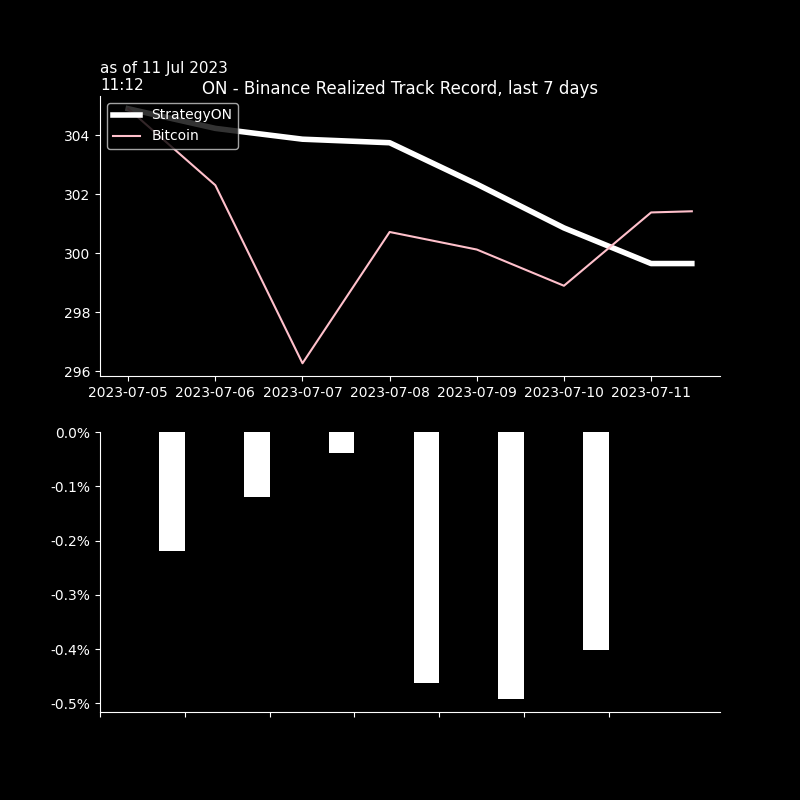 as of 11 Jul 2023
11:12
ON - Binance Realized Track Record, last 7 days
StrategyON
Bitcoin
304
302
300
298
296
2023-07-05 2023-07-06 2023-07-07 2023-07-08 2023-07-09 2023-07-10 2023-07-11
0.0%
-0.1%
-0.2%
-0.3%
-0.4%
-0.5%